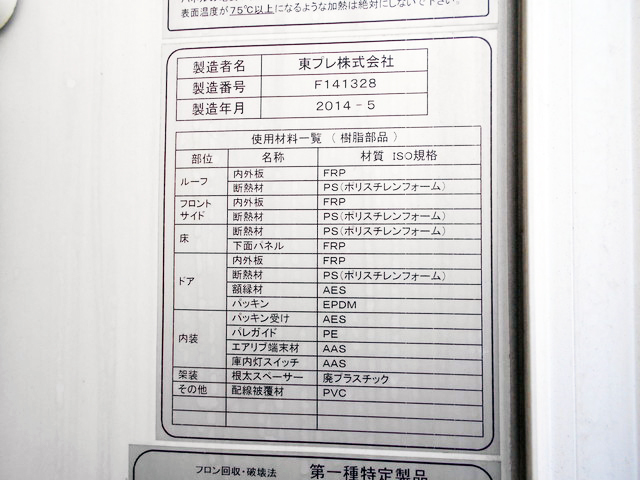 表面温度が75℃以上になるような加熱は絶対にしないで下さい。
製造者名 東プレ株式会社
製造番号 F141328
製造年月 2014-5
使用材料一覧 (樹脂部品)
部位 名称 材質 ISO規格
ルーフ 内外板 FRP
断熱材 PS(ポリスチレンフォーム)
フロント サイド 内外板 FRP
断熱材 PS(ポリスチレンフォーム)
床 断熱材 PS(ポリスチレンフォーム)
下面パネル FRP
ドア 内外板 FRP
断熱材 PS(ポリスチレンフォーム)
額縁材 AES
パッキン EPDM
内装 パッキン受け AES
パレガイド PE
エアリブ端末材 AAS
庫内灯スイッチ AAS
架装 根太スペーサー 廃プラスチック
その他 配線被覆材 PVC
フロン回収・破壊法 第一種特定製品